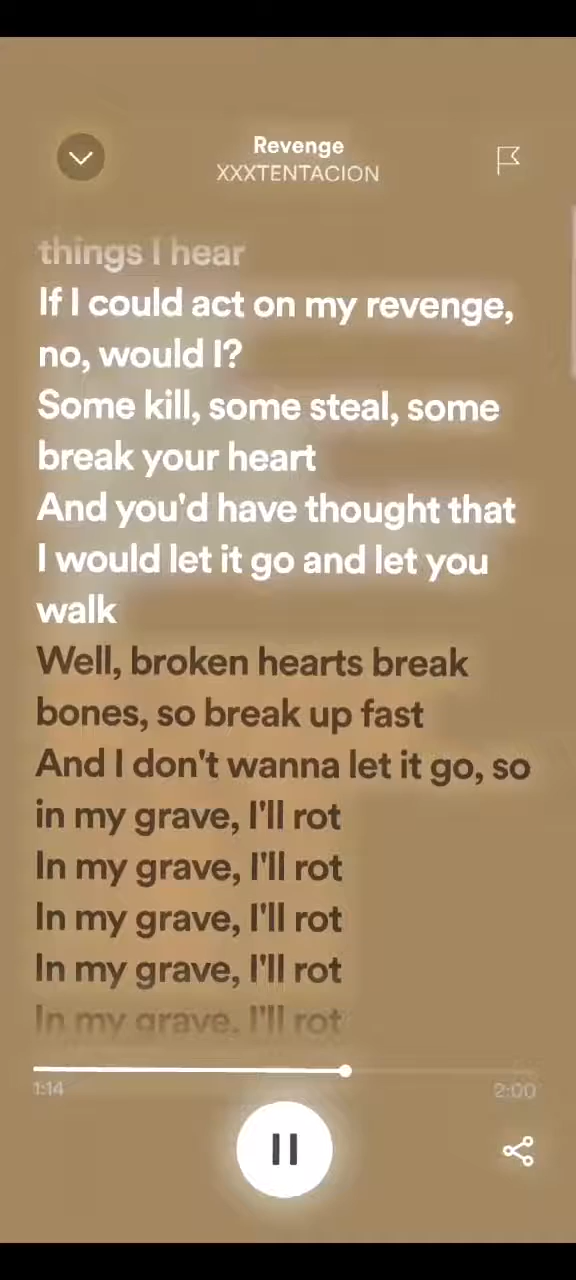 Revenge
XXXTENTACION
things I hear
If I could act on my revenge,
no, would I?
Some kill, some steal, some
break your heart
And you'd have thought that
I would let it go and let you
walk
Well, broken hearts break
bones, so break up fast
And I don't wanna let it go, so
in my grave, I'll rot
In my grave, I'll rot
In my grave, I'll rot
In my grave, I'll rot
In my grave, I'll rot
1:14
2:00